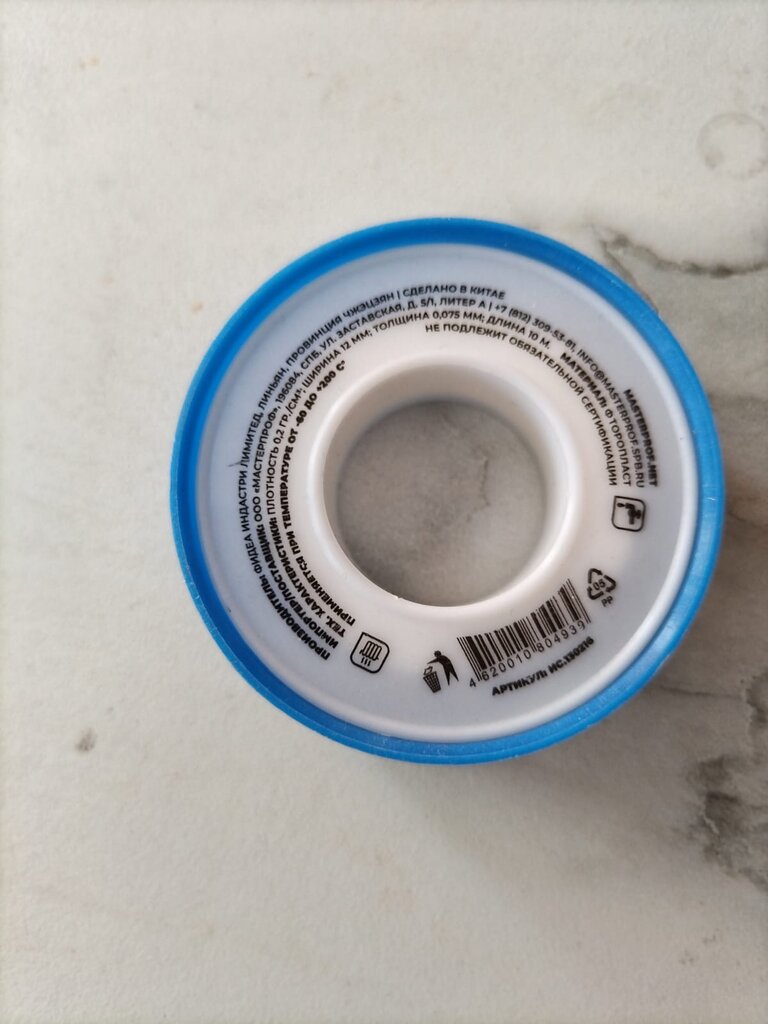 ПРОИЗВОДИТЕЛЬ: ФИДЕА ИНДАСТРИ ЛИМИТЕД, ЛИНЬАН, ПРОВИНЦИЯ ЧЖЭЦЗЯН | СДЕЛАНО В КИТАЕ
MASTERPROF.NET
ИМПОРТЕР/ПОСТАВЩИК: ООО «МАСТЕРПРОФ», 196084, СПБ, УЛ. ЗАСТАВСКАЯ, Д. 5/1, ЛИТЕР А | +7 (812) 309-53-81, INFO@MASTERPROF.SPB.RU
ТЕХ. ХАРАКТЕРИСТИКИ: ПЛОТНОСТЬ 0,2 ГР./СМ³; ШИРИНА 12 ММ; ТОЛЩИНА 0,075 ММ; ДЛИНА 10 М. МАТЕРИАЛ: ФТОРОПЛАСТ
ПРИМЕНЯЕТСЯ ПРИ ТЕМПЕРАТУРЕ ОТ -60 ДО +200 С°
НЕ ПОДЛЕЖИТ ОБЯЗАТЕЛЬНОЙ СЕРТИФИКАЦИИ
05
PP
4 620010 804939
АРТИКУЛ: ИС.130216